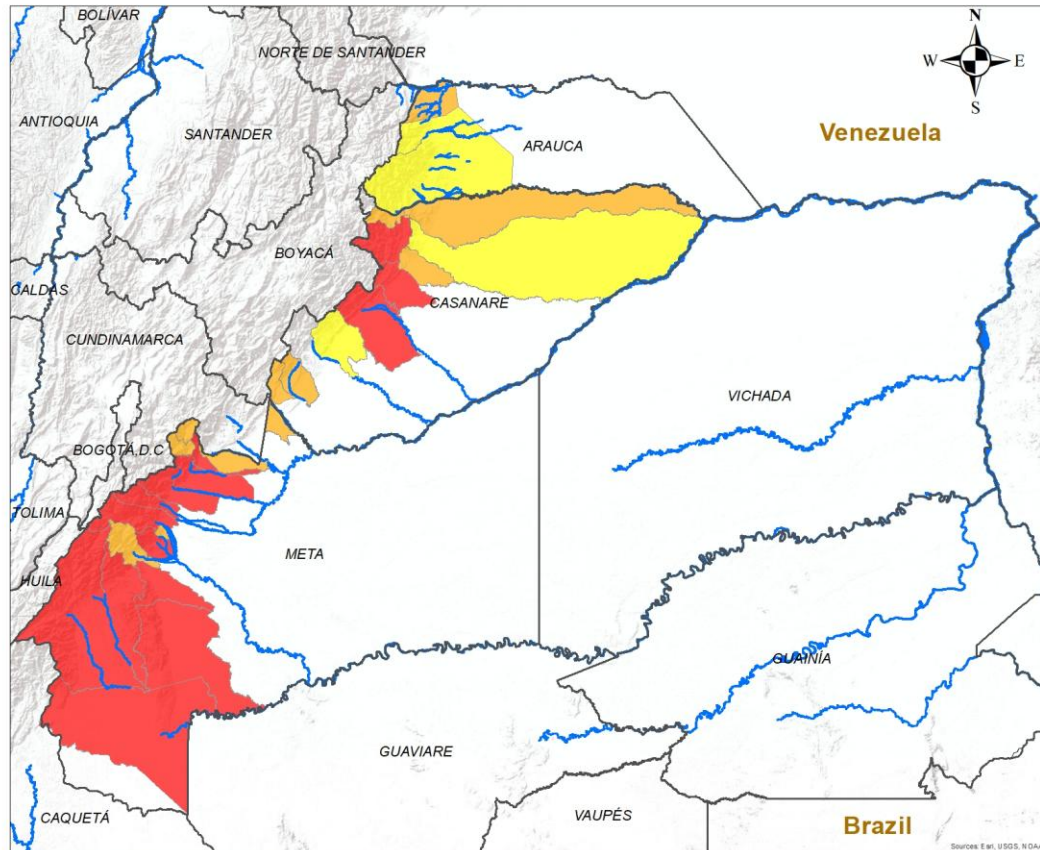 BOLÍVAR
N
NORTE DE SANTANDER
W
E
S
ANTIOQUIA
SANTANDER
ARAUCA
Venezuela
BOYACÁ
CALDAS
CASANARE
CUNDINAMARCA
VICHADA
BOGOTÁ, D.C
TOLIMA
META
HUILA
GUAINÍA
GUAVIARE
CAQUETÁ
VAUPÉS
Brazil
Sources: Esri, USGS, NOAA